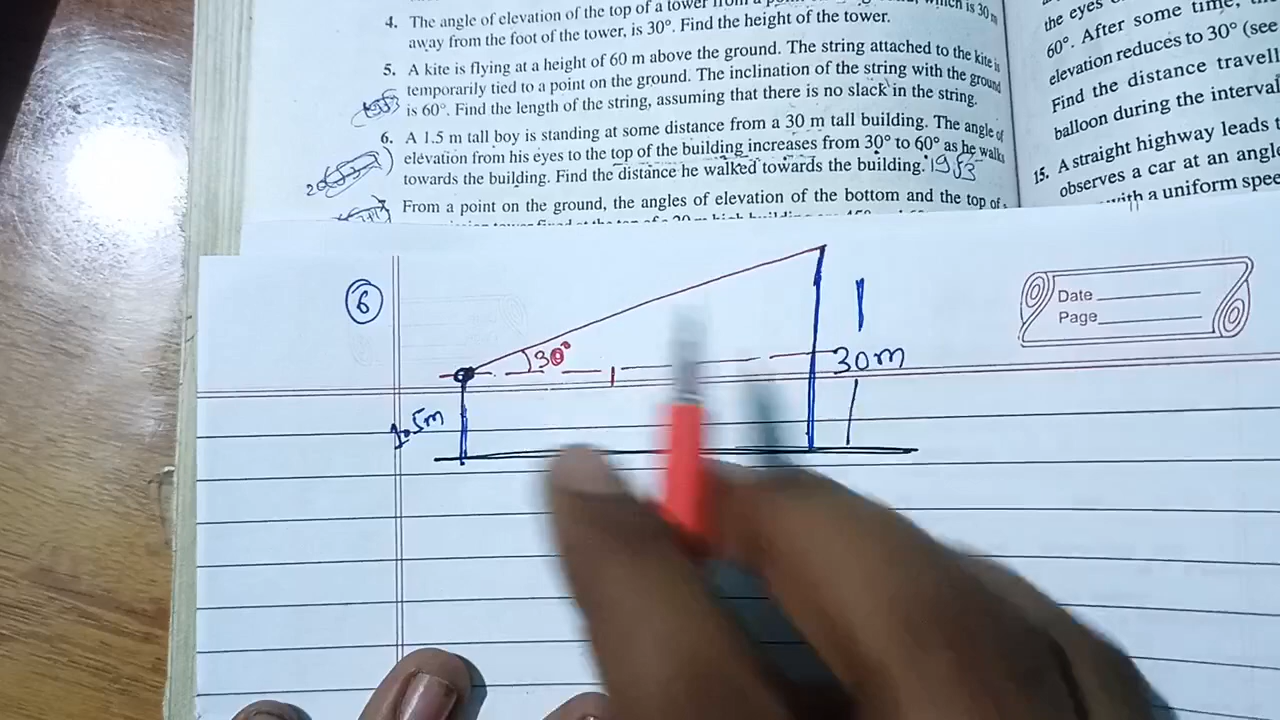 4. The angle of elevation of the top of a tower from a point which is 30 m
away from the foot of the tower, is 30°. Find the height of the tower.
5. A kite is flying at a height of 60 m above the ground. The string attached to the kite is
temporarily tied to a point on the ground. The inclination of the string with the ground
is 60°. Find the length of the string, assuming that there is no slack in the string.
6. A 1.5 m tall boy is standing at some distance from a 30 m tall building. The angle of
elevation from his eyes to the top of the building increases from 30° to 60° as he walks
towards the building. Find the distance he walked towards the building. 19√3
7. From a point on the ground, the angles of elevation of the bottom and the top of
the eyes
60°. After some time,
elevation reduces to 30° (see
Find the distance travell
balloon during the interval
15. A straight highway leads t
observes a car at an angle
with a uniform spee
6
30°
30m
1.5m
Date
Page